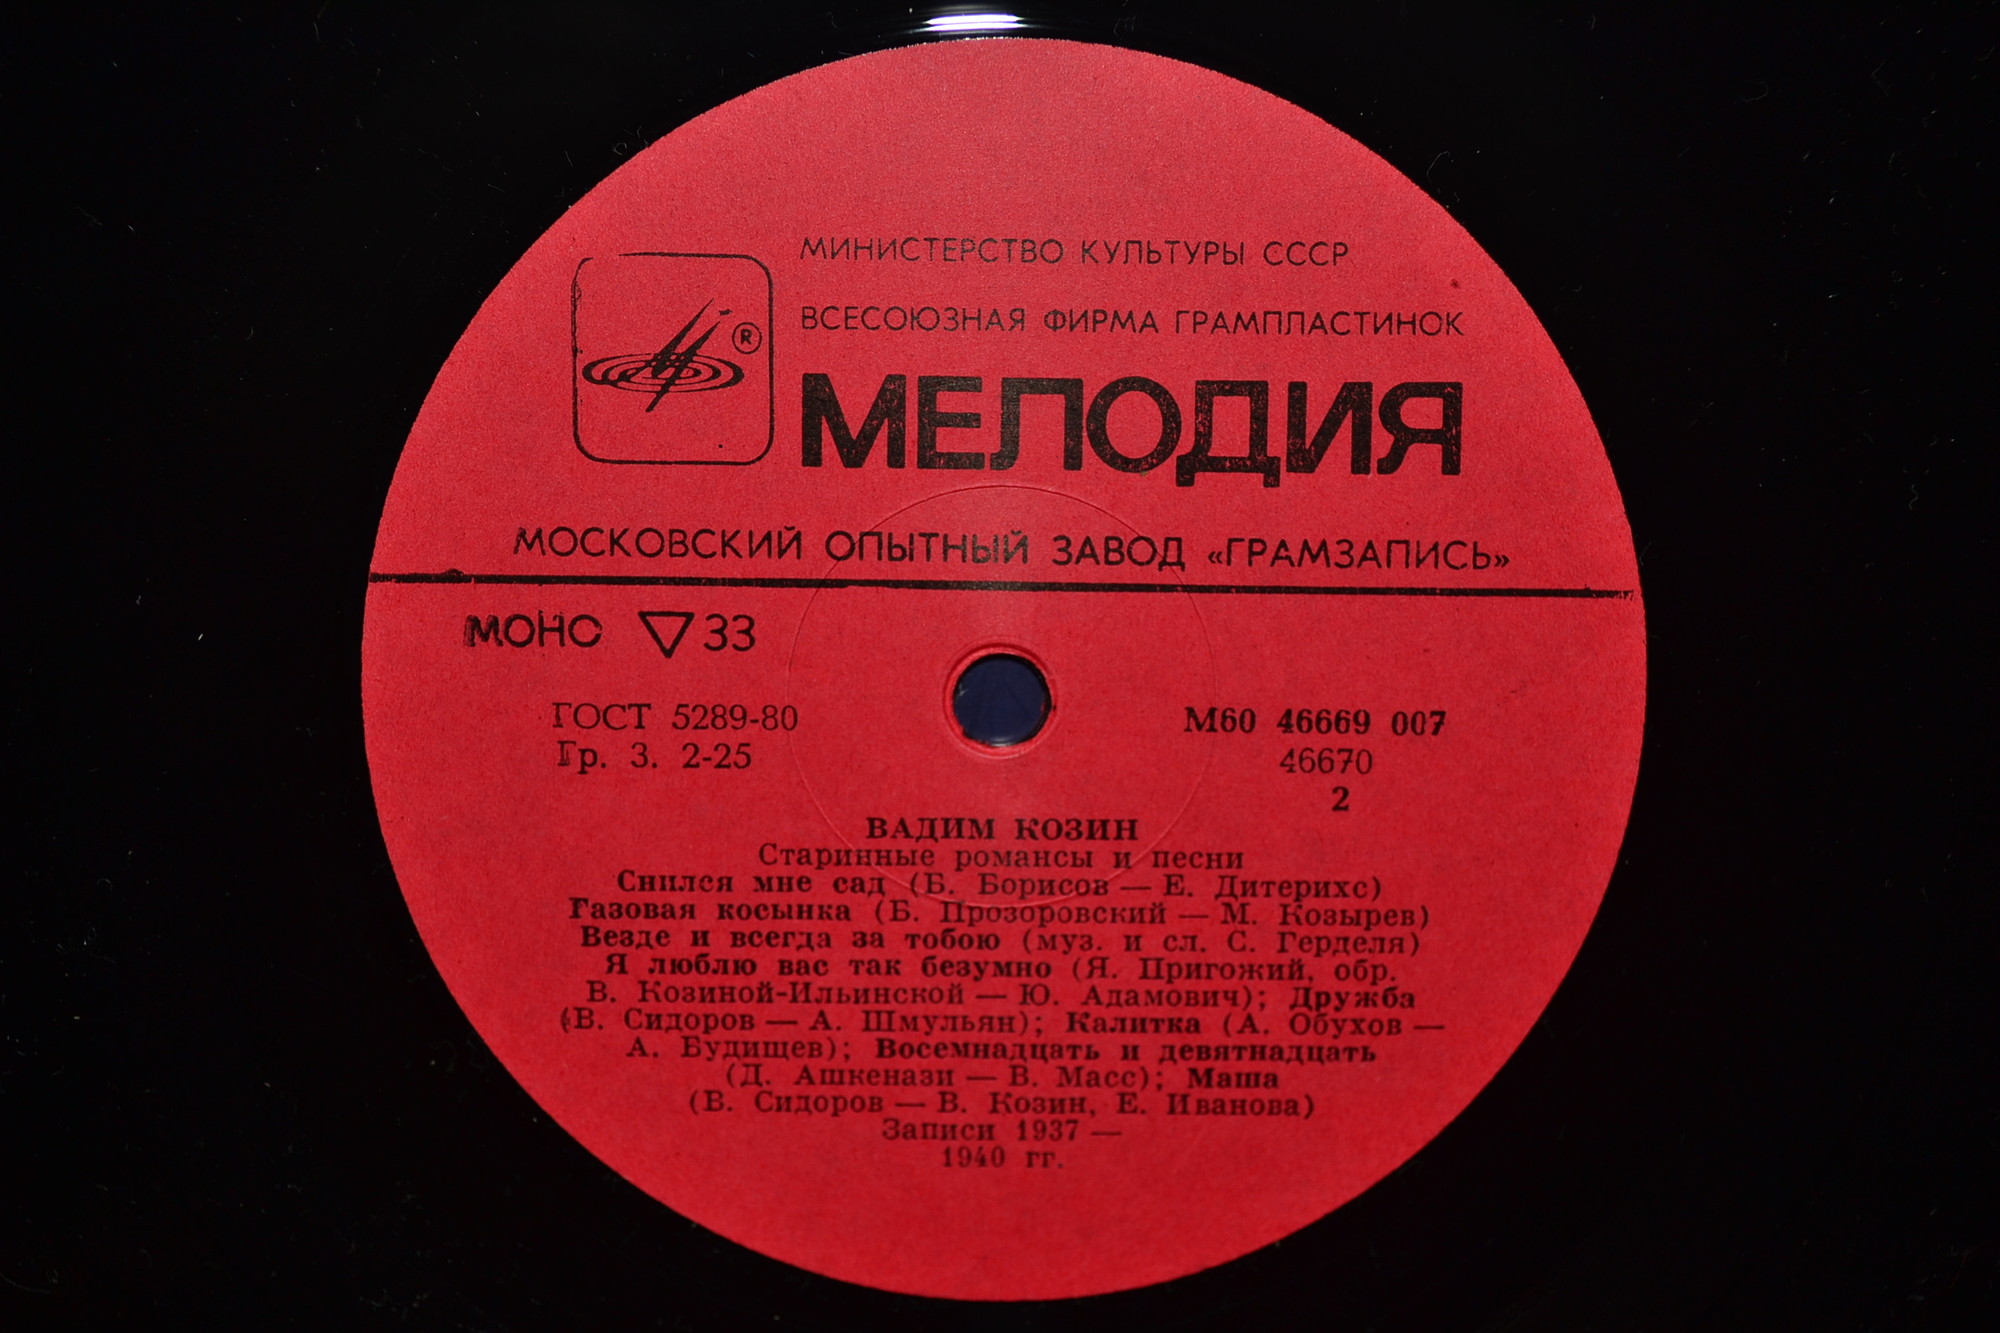 МИНИСТЕРСТВО КУЛЬТУРЫ СССР
ВСЕСОЮЗНАЯ ФИРМА ГРАМПЛАСТИНОК
®
МЕЛОДИЯ
МОСКОВСКИЙ ОПЫТНЫЙ ЗАВОД «ГРАМЗАПИСЬ»
МОНО ▽ 33
ГОСТ 5289-80
Гр. 3. 2-25
М60 46669 007
46670
2
ВАДИМ КОЗИН
Старинные романсы и песни
Снился мне сад (Б. Борисов — Е. Дитерихс)
Газовая косынка (Б. Прозоровский — М. Козырев)
Везде и всегда за тобою (муз. и сл. С. Герделя)
Я люблю вас так безумно (Я. Пригожий, обр.
В. Козиной-Ильинской — Ю. Адамович); Дружба
(В. Сидоров — А. Шмульян); Калитка (А. Обухов —
А. Будищев); Восемнадцать и девятнадцать
(Д. Ашкенази — В. Масс); Маша
(В. Сидоров — В. Козин, Е. Иванова)
Записи 1937 —
1940 гг.